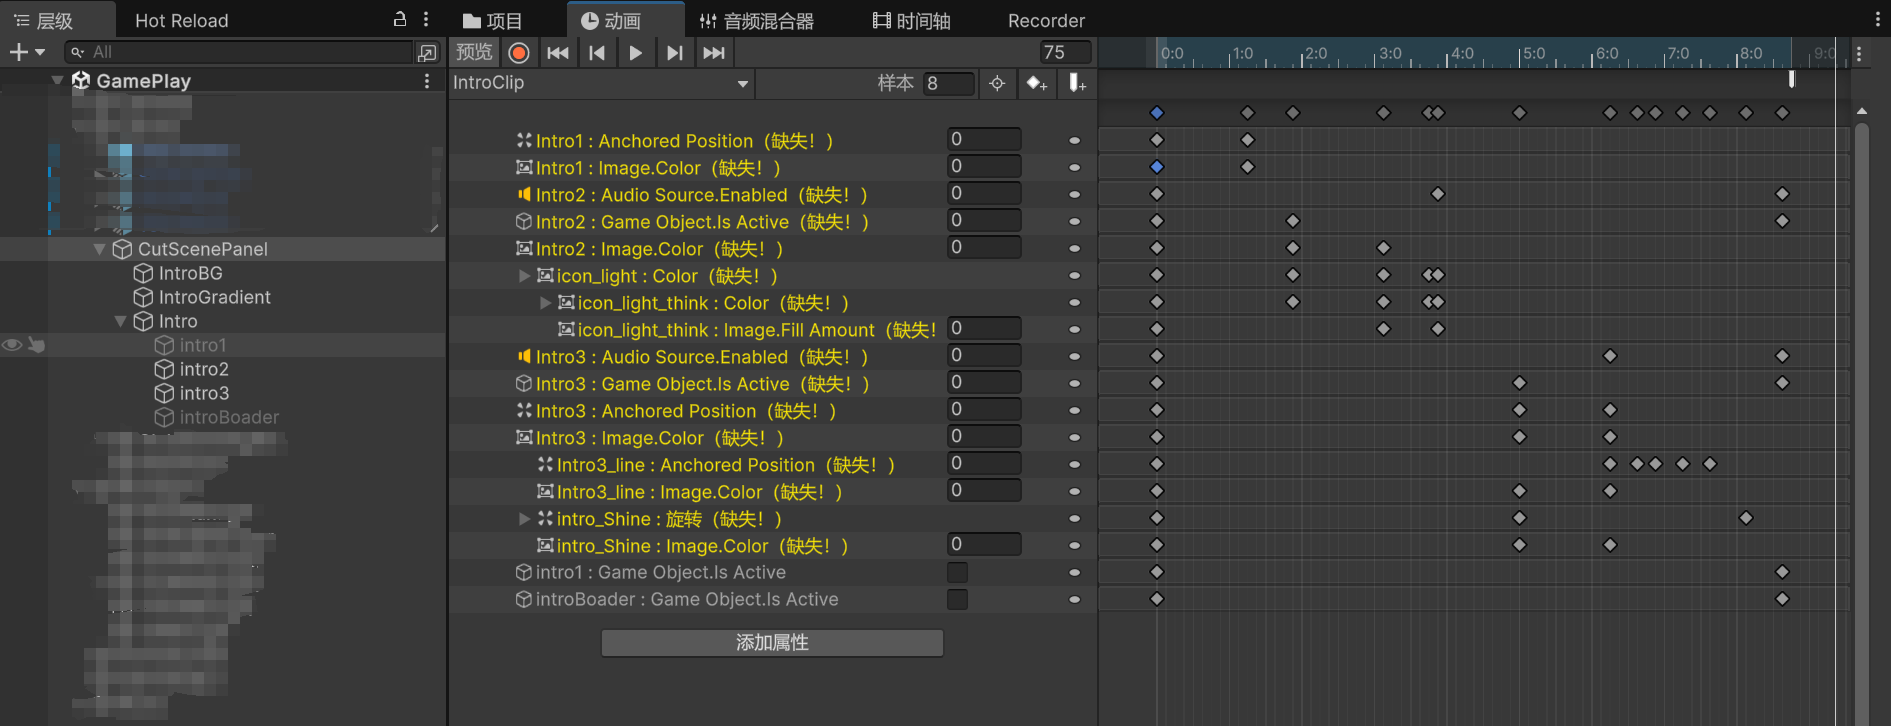 层级
Hot Reload
项目
动画
音频混合器
时间轴
Recorder
All
预览
75
0:0
1:0
2:0
3:0
4:0
5:0
6:0
7:0
8:0
9:0
GamePlay
IntroClip
样本 8
Intro1 : Anchored Position（缺失！） 0
Intro1 : Image.Color（缺失！） 0
Intro2 : Audio Source.Enabled（缺失！） 0
Intro2 : Game Object.Is Active（缺失！） 0
Intro2 : Image.Color（缺失！） 0
icon_light : Color（缺失！）
icon_light_think : Color（缺失！）
icon_light_think : Image.Fill Amount（缺失！ 0
Intro3 : Audio Source.Enabled（缺失！） 0
Intro3 : Game Object.Is Active（缺失！） 0
Intro3 : Anchored Position（缺失！） 0
Intro3 : Image.Color（缺失！） 0
Intro3_line : Anchored Position（缺失！） 0
Intro3_line : Image.Color（缺失！） 0
intro_Shine : 旋转（缺失！）
intro_Shine : Image.Color（缺失！） 0
intro1 : Game Object.Is Active
introBoader : Game Object.Is Active
添加属性
CutScenePanel
IntroBG
IntroGradient
Intro
intro1
intro2
intro3
introBoader